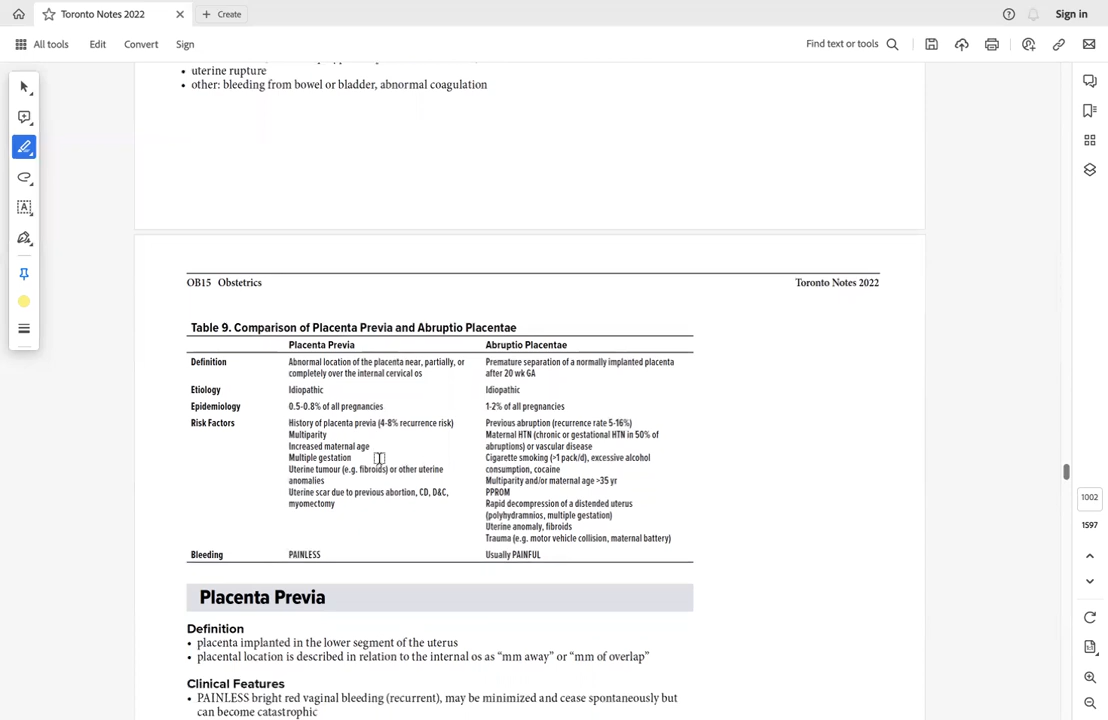 Toronto Notes 2022
Create
Sign in
All tools
Edit
Convert
Sign
Find text or tools
• uterine rupture
• other: bleeding from bowel or bladder, abnormal coagulation
OB15 Obstetrics
Toronto Notes 2022
Table 9. Comparison of Placenta Previa and Abruptio Placentae
Placenta Previa
Abruptio Placentae
Definition
Abnormal location of the placenta near, partially, or
completely over the internal cervical os
Premature separation of a normally implanted placenta
after 20 wk GA
Etiology
Idiopathic
Idiopathic
Epidemiology
0.5-0.8% of all pregnancies
1-2% of all pregnancies
Risk Factors
History of placenta previa (4-8% recurrence risk)
Multiparity
Increased maternal age
Multiple gestation
Uterine tumour (e.g. fibroids) or other uterine
anomalies
Uterine scar due to previous abortion, CD, D&C,
myomectomy
Previous abruption (recurrence rate 5-16%)
Maternal HTN (chronic or gestational HTN in 50% of
abruptions) or vascular disease
Cigarette smoking (>1 pack/d), excessive alcohol
consumption, cocaine
Multiparity and/or maternal age >35 yr
PPROM
Rapid decompression of a distended uterus
(polyhydramnios, multiple gestation)
Uterine anomaly, fibroids
Trauma (e.g. motor vehicle collision, maternal battery)
Bleeding
PAINLESS
Usually PAINFUL
Placenta Previa
Definition
• placenta implanted in the lower segment of the uterus
• placental location is described in relation to the internal os as “mm away” or “mm of overlap”
Clinical Features
• PAINLESS bright red vaginal bleeding (recurrent), may be minimized and cease spontaneously but
can become catastrophic
1002
1597